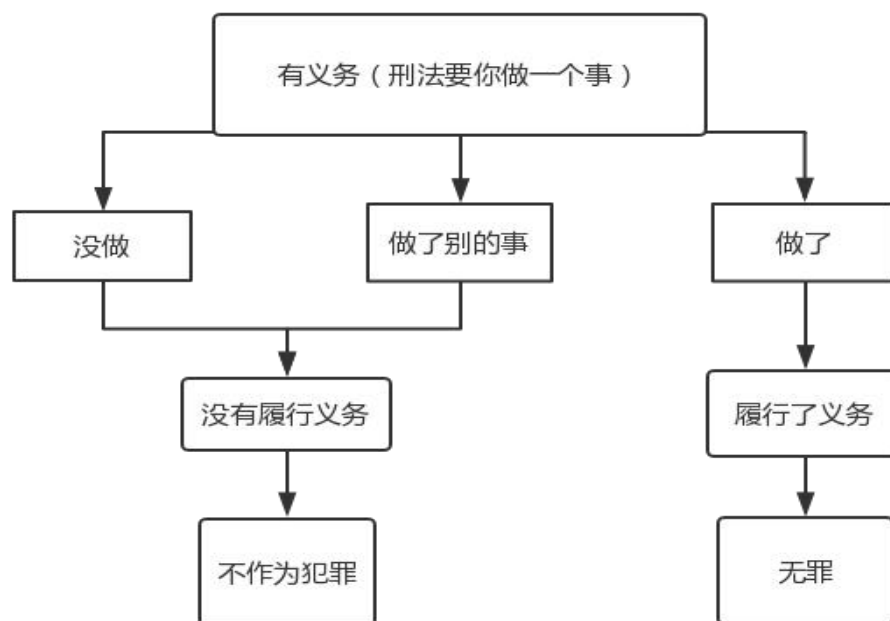 有义务（刑法要你做一个事）
没做
做了别的事
做了
没有履行义务
履行了义务
不作为犯罪
无罪